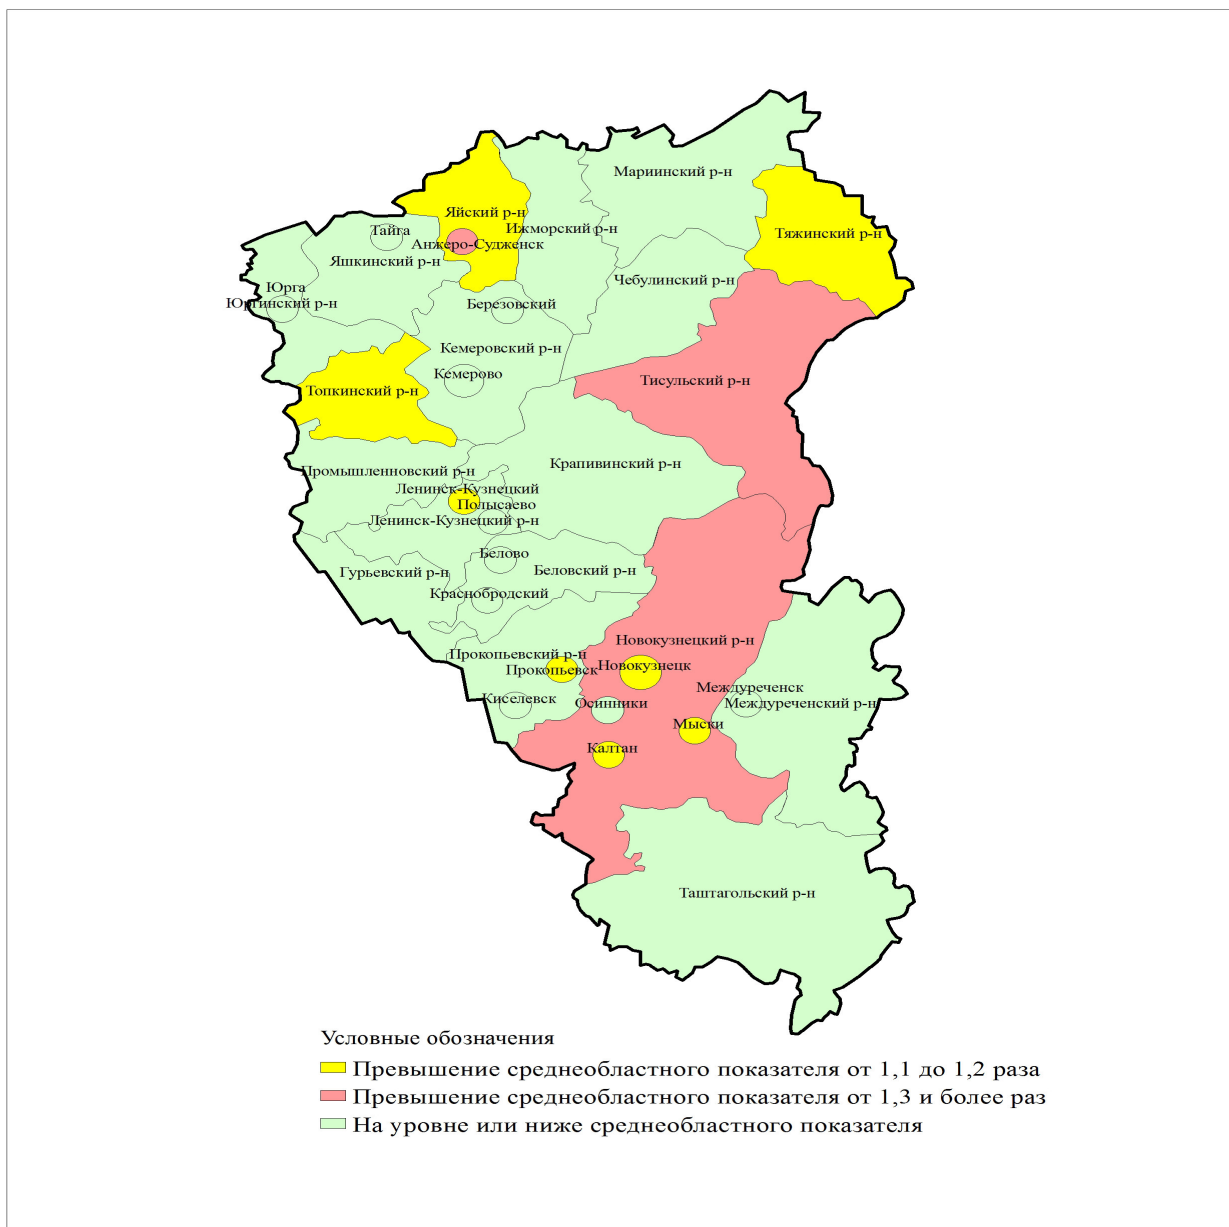 Мариинский р-н
Яйский р-н
Ижморский р-н
Тяжинский р-н
Тайга
Анжеро-Судженск
Яшкинский р-н
Чебулинский р-н
Юрга
Юргинский р-н
Березовский
Кемеровский р-н
Кемерово
Тисульский р-н
Топкинский р-н
Крапивинский р-н
Промышленновский р-н
Ленинск-Кузнецкий
Полысаево
Ленинск-Кузнецкий р-н
Белово
Беловский р-н
Гурьевский р-н
Краснобродский
Новокузнецкий р-н
Прокопьевский р-н
Прокопьевск
Новокузнецк
Междуреченск
Междуреченский р-н
Киселевск
Осинники
Мыски
Калтан
Таштагольский р-н
Условные обозначения
Превышение среднеобластного показателя от 1,1 до 1,2 раза
Превышение среднеобластного показателя от 1,3 и более раз
На уровне или ниже среднеобластного показателя